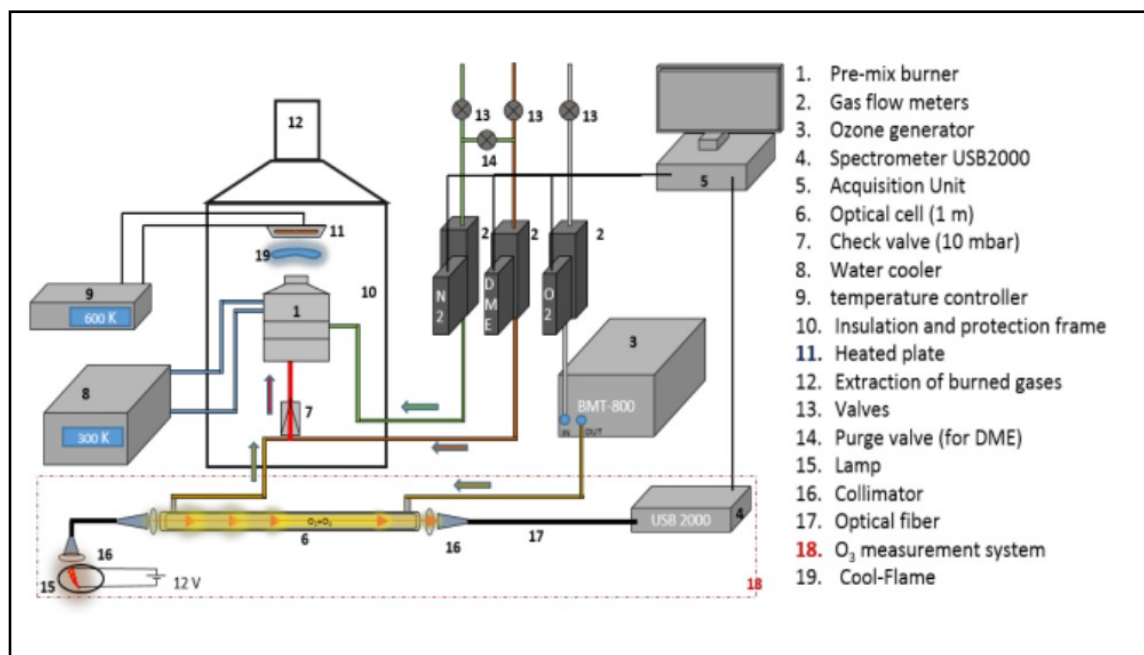 12
13
13
13
14
5
11
19
10
9
600 K
1
2
2
2
N2
DME
O2
3
BMT-800
IN
OUT
8
300 K
7
O₂+O₃
6
16
17
USB 2000
4
16
15
12 V
18
1. Pre-mix burner
2. Gas flow meters
3. Ozone generator
4. Spectrometer USB2000
5. Acquisition Unit
6. Optical cell (1 m)
7. Check valve (10 mbar)
8. Water cooler
9. temperature controller
10. Insulation and protection frame
11. Heated plate
12. Extraction of burned gases
13. Valves
14. Purge valve (for DME)
15. Lamp
16. Collimator
17. Optical fiber
18. O₃ measurement system
19. Cool-Flame